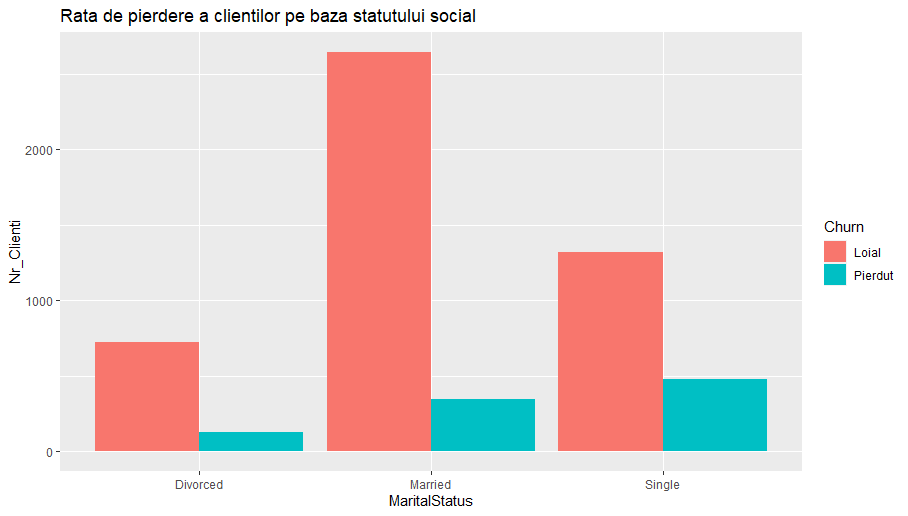 Rata de pierdere a clientilor pe baza statutului social
Nr_Clienti
2000
1000
0
Divorced
Married
Single
MaritalStatus
Churn
Loial
Pierdut